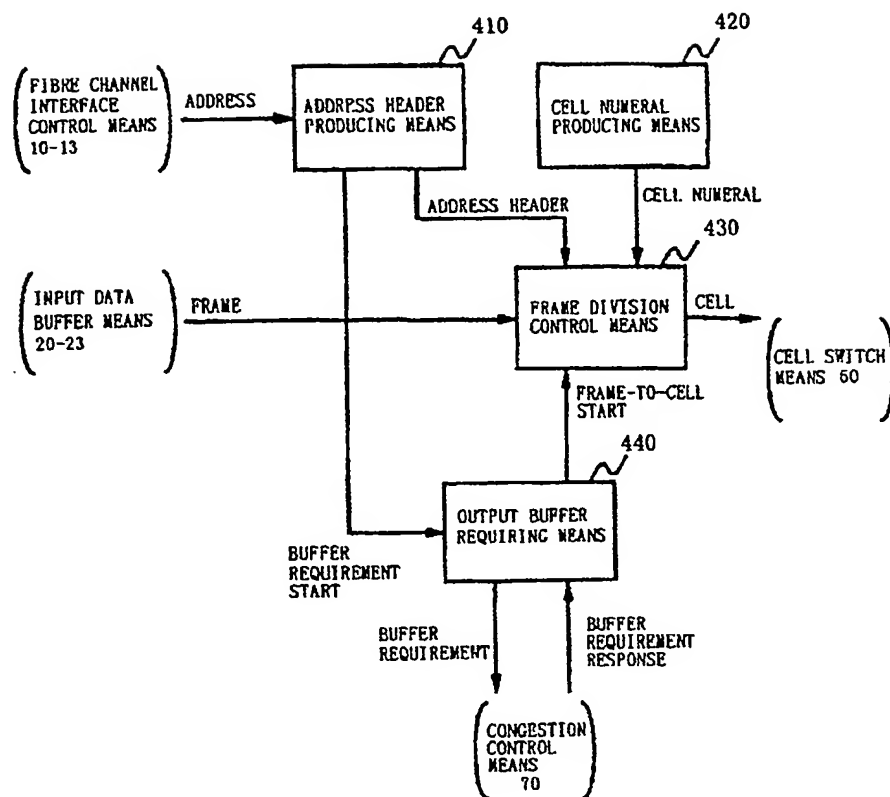 410
420
FIBRE CHANNEL
INTERFACE
CONTROL MEANS
10-13
ADDRESS
ADDRESS HEADER
PRODUCING MEANS
CELL NUMERAL
PRODUCING MEANS
ADDRESS HEADER
CELL NUMERAL
430
INPUT DATA
BUFFER MEANS
20-23
FRAME
FRAME DIVISION
CONTROL MEANS
CELL
CELL SWITCH
MEANS 60
FRAME-TO-CELL
START
440
OUTPUT BUFFER
REQUIRING MEANS
BUFFER
REQUIREMENT
START
BUFFER
REQUIREMENT
BUFFER
REQUIREMENT
RESPONSE
CONGESTION
CONTROL
MEANS
70